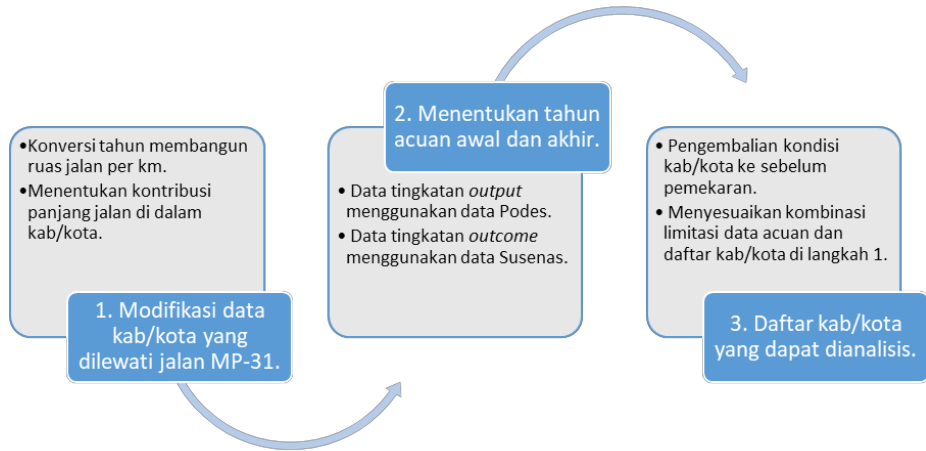 •Konversi tahun membangun
ruas jalan per km.
•Menentukan kontribusi
panjang jalan di dalam
kab/kota.
1. Modifikasi data
kab/kota yang
dilewati jalan MP-31.
2. Menentukan tahun
acuan awal dan akhir.
• Data tingkatan output
menggunakan data Podes.
• Data tingkatan outcome
menggunakan data Susenas.
•Pengembalian kondisi
kab/kota ke sebelum
pemekaran.
•Menyesuaikan kombinasi
limitasi data acuan dan
daftar kab/kota di langkah 1.
3. Daftar kab/kota
yang dapat dianalisis.